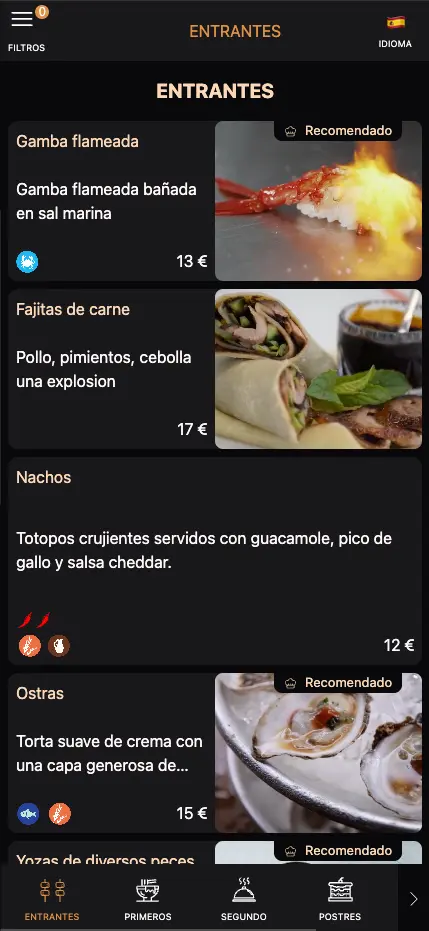 0
FILTROS
ENTRANTES
IDIOMA
ENTRANTES
Recomendado
Gamba flameada
Gamba flameada bañada
en sal marina
13 €
Fajitas de carne
Pollo, pimientos, cebolla
una explosion
17 €
Nachos
Totopos crujientes servidos con guacamole, pico de
gallo y salsa cheddar.
12 €
Recomendado
Ostras
Torta suave de crema con
una capa generosa de...
15 €
Recomendado
Yozas de diversos peces
ENTRANTES
PRIMEROS
SEGUNDO
POSTRES